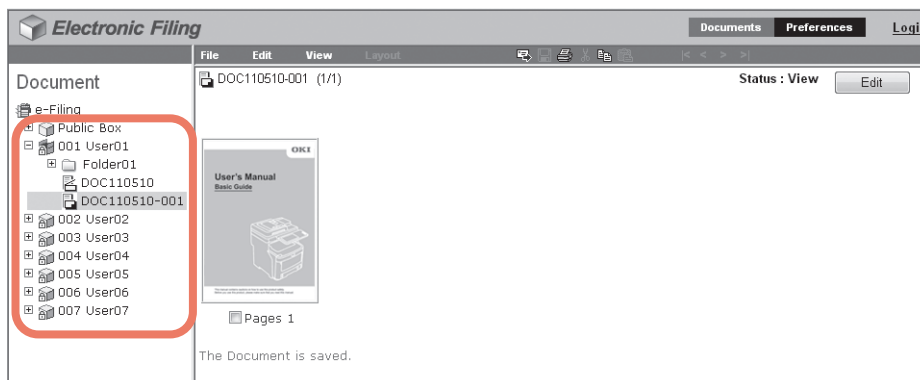 Electronic Filing
Documents Preferences Logi
File Edit View Layout |< < > >|
Document
DOC110510-001 (1/1)
Status : View Edit
e-Filing
Public Box
001 User01
Folder01
DOC110510
DOC110510-001
002 User02
003 User03
004 User04
005 User05
006 User06
007 User07
OKI
User's Manual
Basic Guide
Pages 1
The Document is saved.